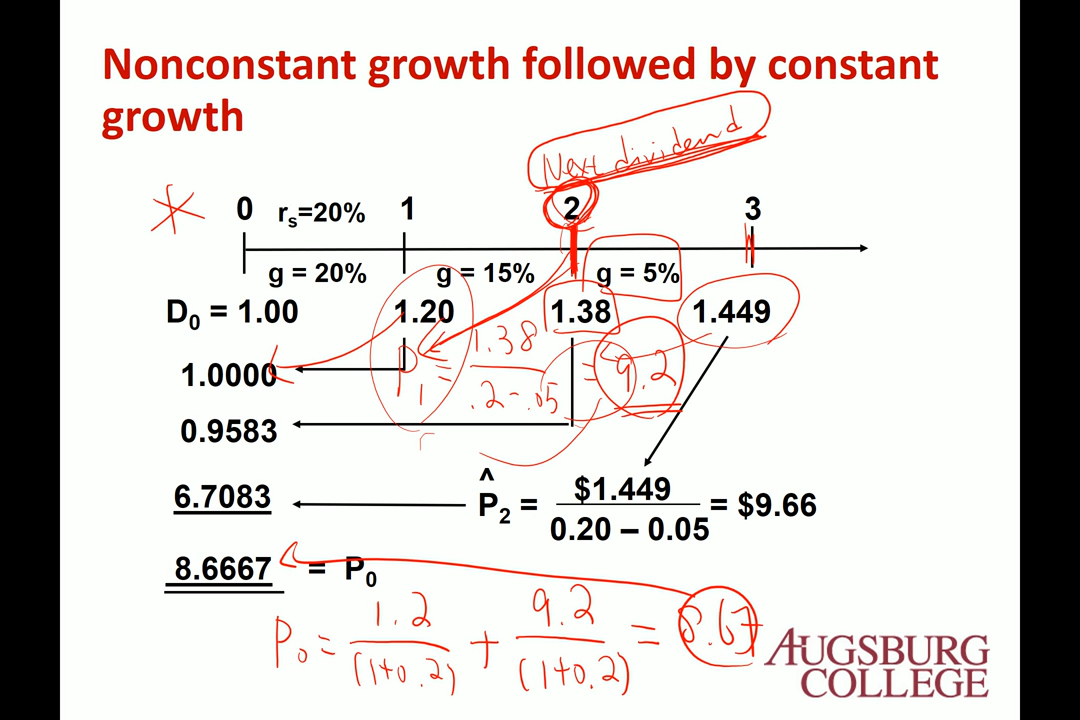 Nonconstant growth followed by constant
growth
Next dividend
0 rs=20% 1 2 3
g = 20% g = 15% g = 5%
D0 = 1.00 1.20 1.38 1.449
1.0000 P1 = 1.38 / .2 - .05 = 9.2
0.9583
6.7083 ^P2 = $1.449 / 0.20 – 0.05 = $9.66
8.6667 = P0
P0 = 1.2 / (1+0.2) + 9.2 / (1+0.2) = 8.67
AUGSBURG
COLLEGE